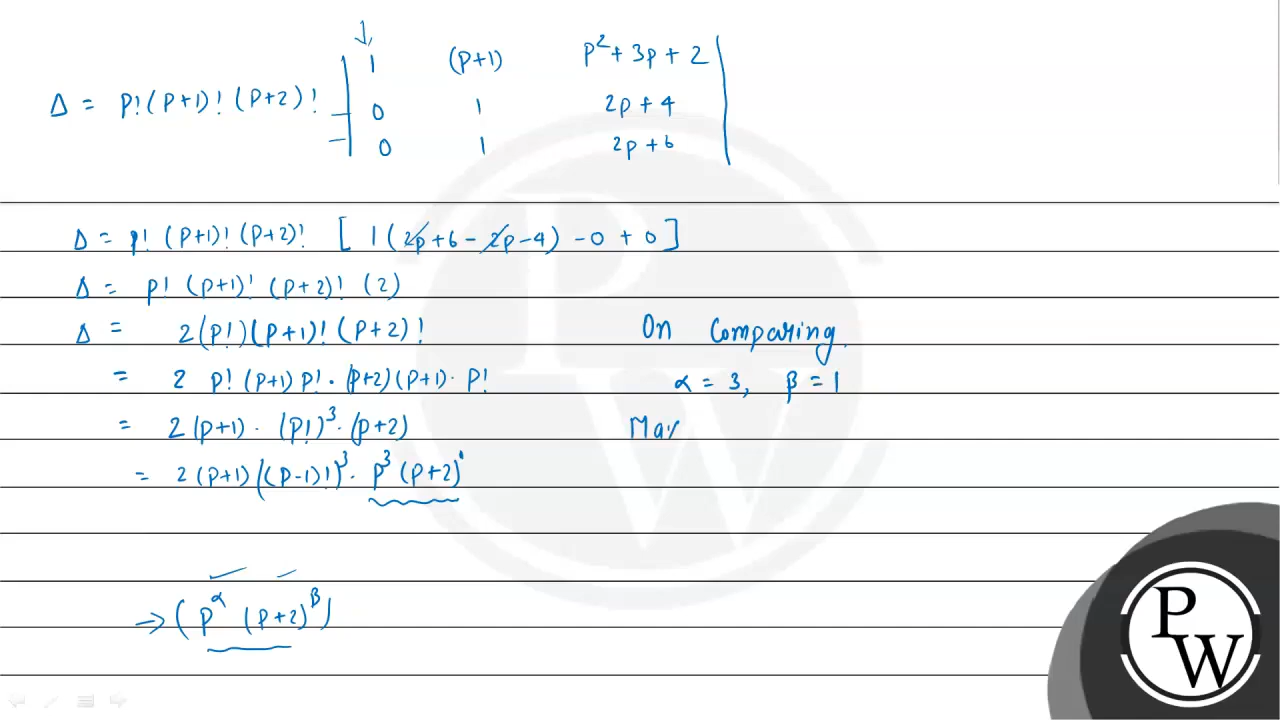 ↓
Δ = p!(p+1)!(p+2)! | 1 (p+1) p²+3p+2 |
| 0 1 2p+4 |
| 0 1 2p+6 |
Δ = p! (p+1)! (p+2)! [ 1(2p+6-2p-4) -0 + 0 ]
Δ = p! (p+1)! (p+2)! (2)
Δ = 2(p!)(p+1)!(p+2)!
= 2 p! (p+1) p! · (p+2)(p+1) · p!
= 2(p+1) · (p!)³ · (p+2)
= 2(p+1)((p-1)!)³ · p³ (p+2)¹
→ (p^α (p+2)^β)
On Comparing
α = 3, β = 1
Max
P
W